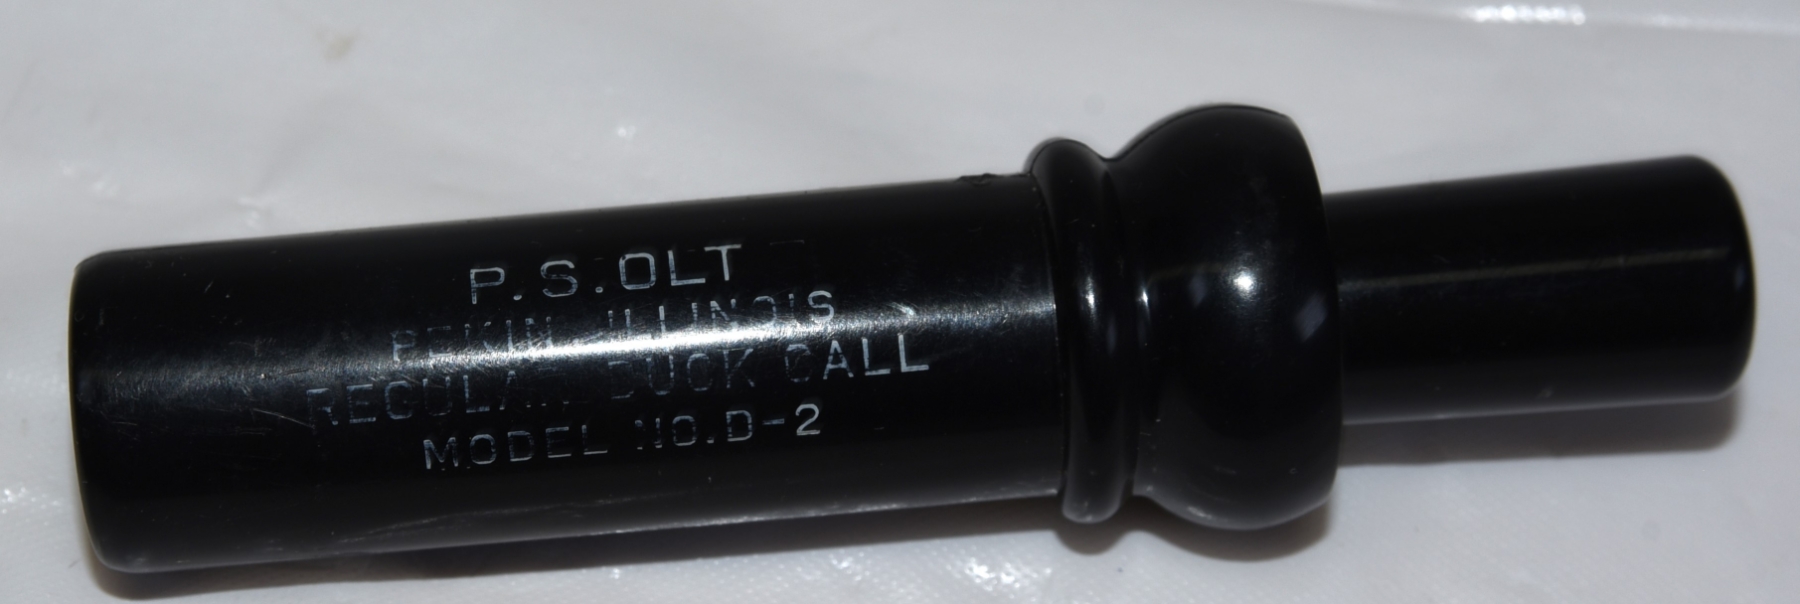 P.S.OLT
PEKIN, ILLINOIS
REGULAR DUCK CALL
MODEL NO.D-2